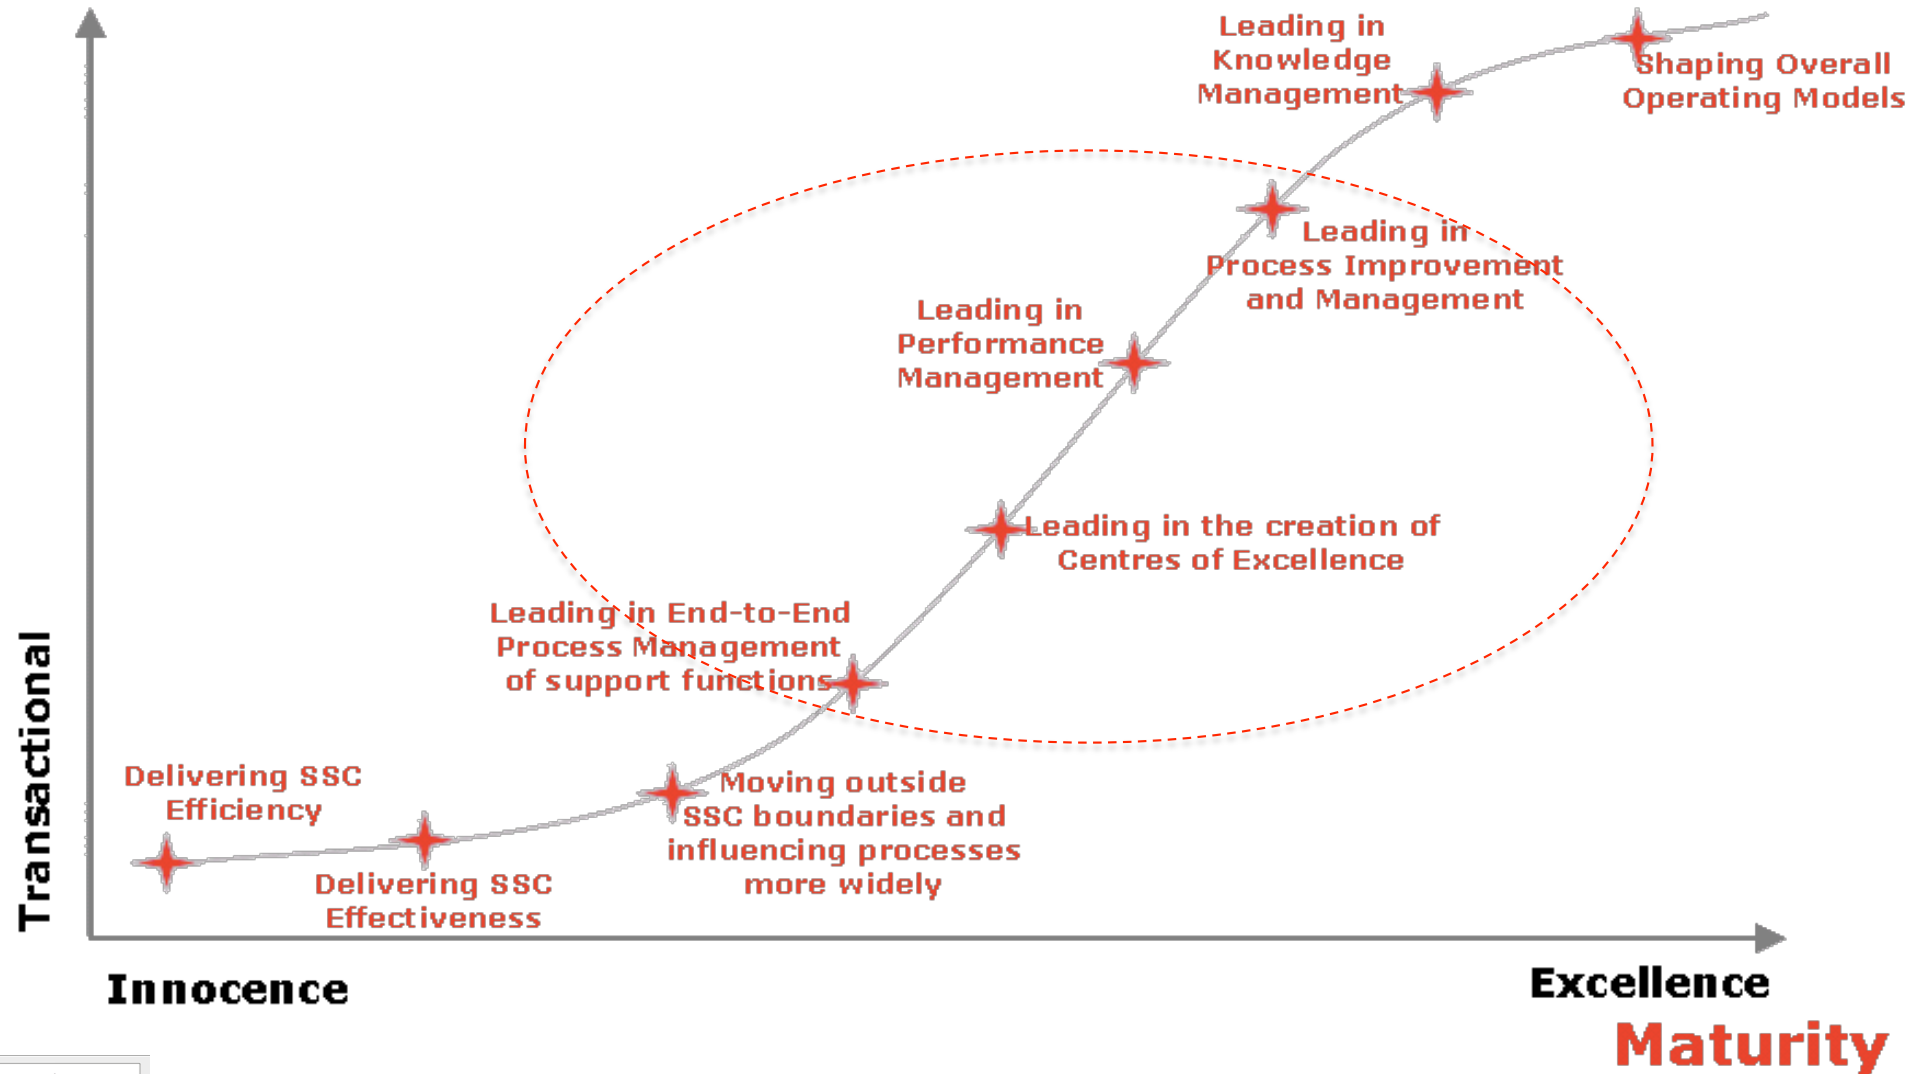 Leading in
Knowledge
Management
Shaping Overall
Operating Models
Leading in
Process Improvement
and Management
Leading in
Performance
Management
Leading in the creation of
Centres of Excellence
Leading in End-to-End
Process Management
of support functions
Delivering SSC
Efficiency
Moving outside
SSC boundaries and
influencing processes
more widely
Delivering SSC
Effectiveness
Transactional
Innocence
Excellence
Maturity